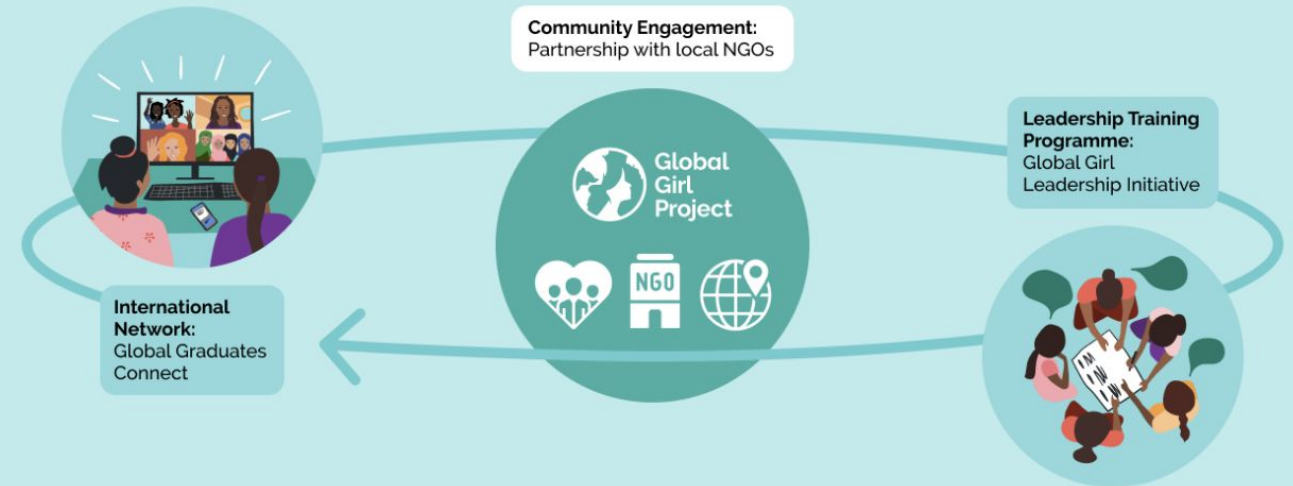 Community Engagement:
Partnership with local NGOs
Global
Girl
Project
NGO
Leadership Training
Programme:
Global Girl
Leadership Initiative
International
Network:
Global Graduates
Connect